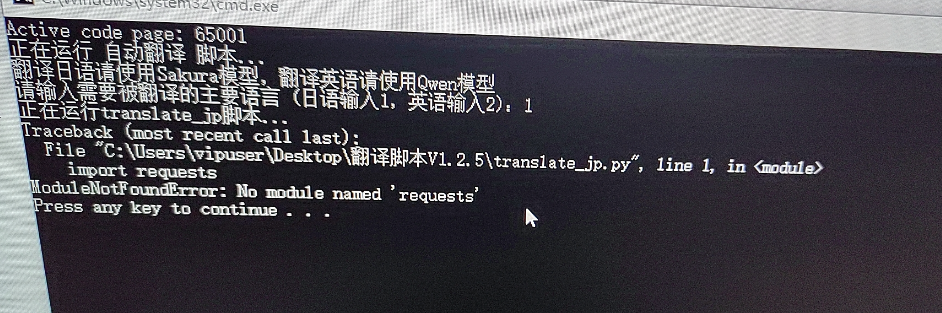 C:\Windows\system32\cmd.exe
Active code page: 65001
正在运行 自动翻译 脚本...
翻译日语请使用Sakura模型，翻译英语请使用Qwen模型
请输入需要被翻译的主要语言（日语输入1，英语输入2）：1
正在运行translate_jp脚本...
Traceback (most recent call last):
File "C:\Users\vipuser\Desktop\翻译脚本V1.2.5\translate_jp.py", line 1, in <module>
import requests
ModuleNotFoundError: No module named 'requests'
Press any key to continue . . .